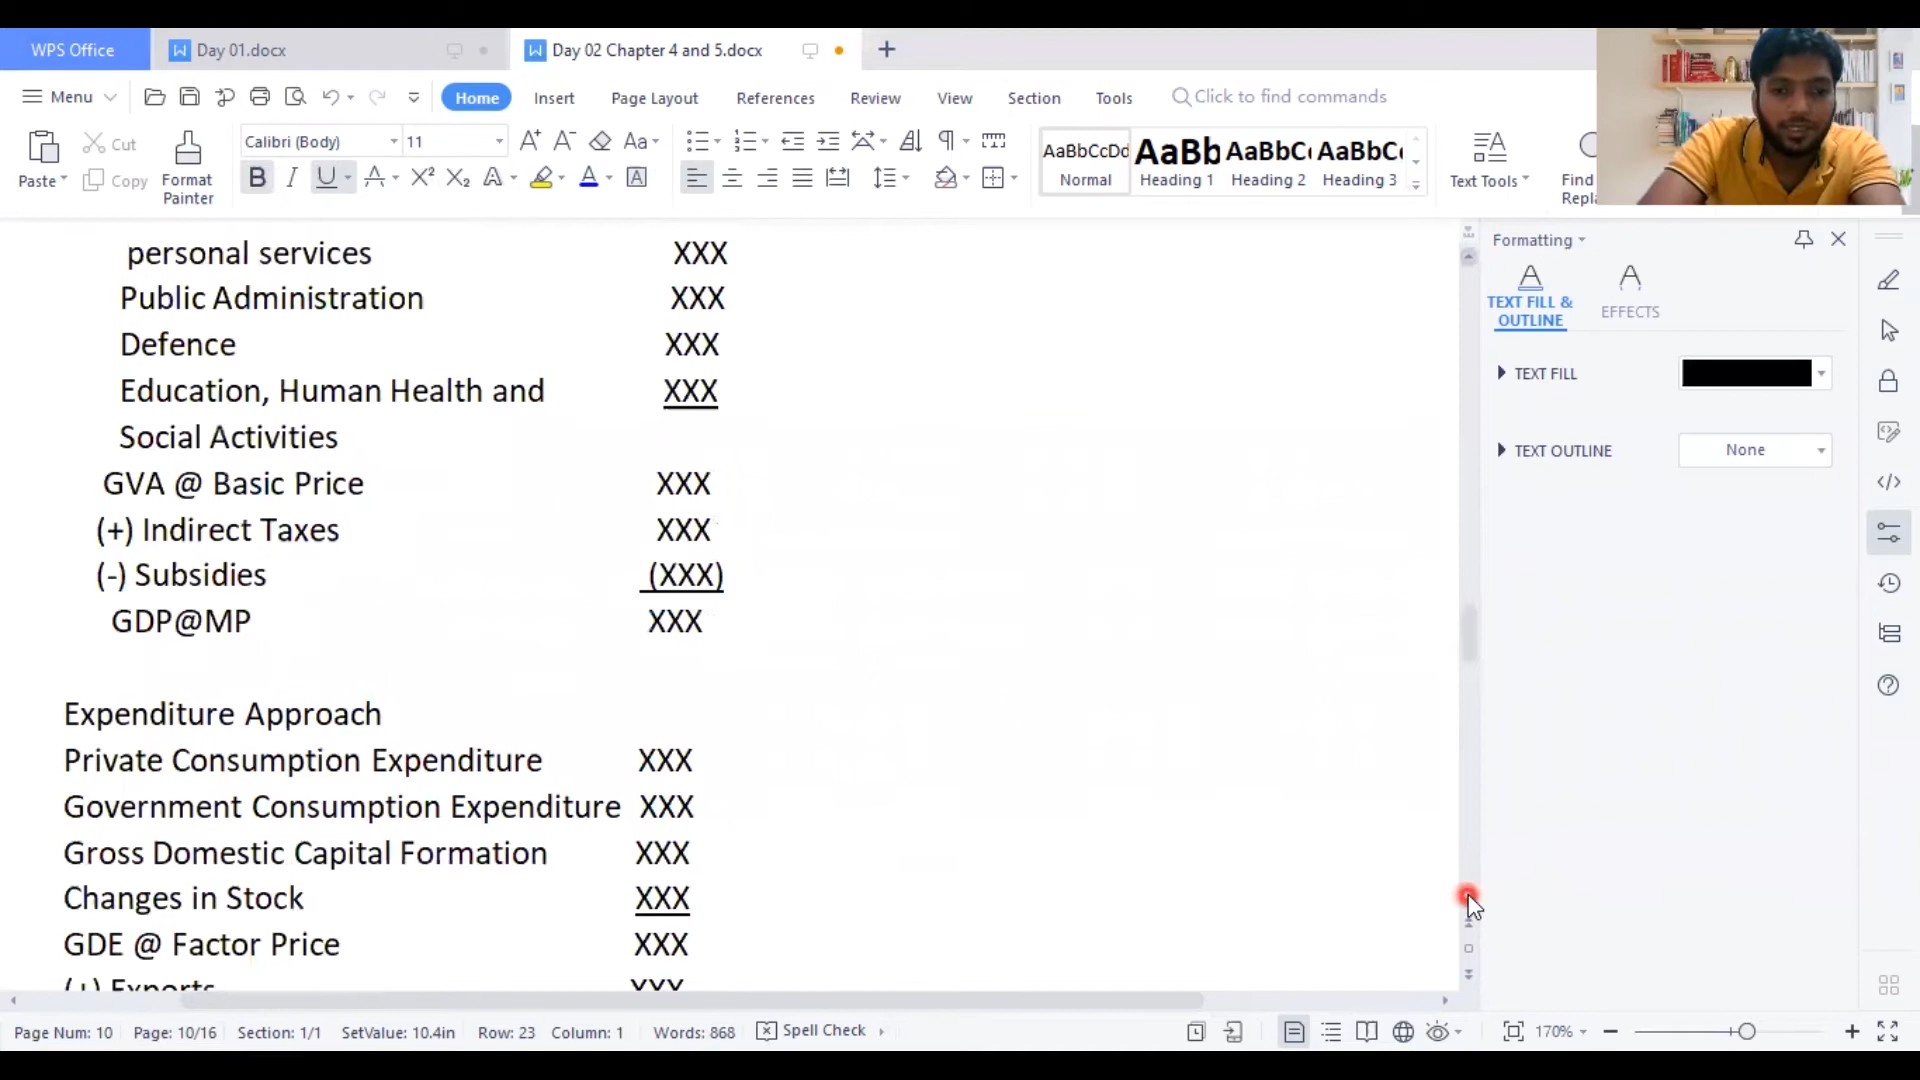 WPS Office
Day 01.docx
Day 02 Chapter 4 and 5.docx
Menu
Home
Insert
Page Layout
References
Review
View
Section
Tools
Click to find commands
Paste
Cut
Copy
Format
Painter
Calibri (Body)
11
AaBbCcDd
Normal
AaBb
Heading 1
AaBbC
Heading 2
AaBbC
Heading 3
Text Tools
Find
Repla
personal services XXX
Public Administration XXX
Defence XXX
Education, Human Health and XXX
Social Activities
GVA @ Basic Price XXX
(+) Indirect Taxes XXX
(-) Subsidies (XXX)
GDP@MP XXX
Expenditure Approach
Private Consumption Expenditure XXX
Government Consumption Expenditure XXX
Gross Domestic Capital Formation XXX
Changes in Stock XXX
GDE @ Factor Price XXX
(+) Exports XXX
Formatting
TEXT FILL &
OUTLINE
EFFECTS
TEXT FILL
TEXT OUTLINE
None
Page Num: 10
Page: 10/16
Section: 1/1
SetValue: 10.4in
Row: 23
Column: 1
Words: 868
Spell Check
170%